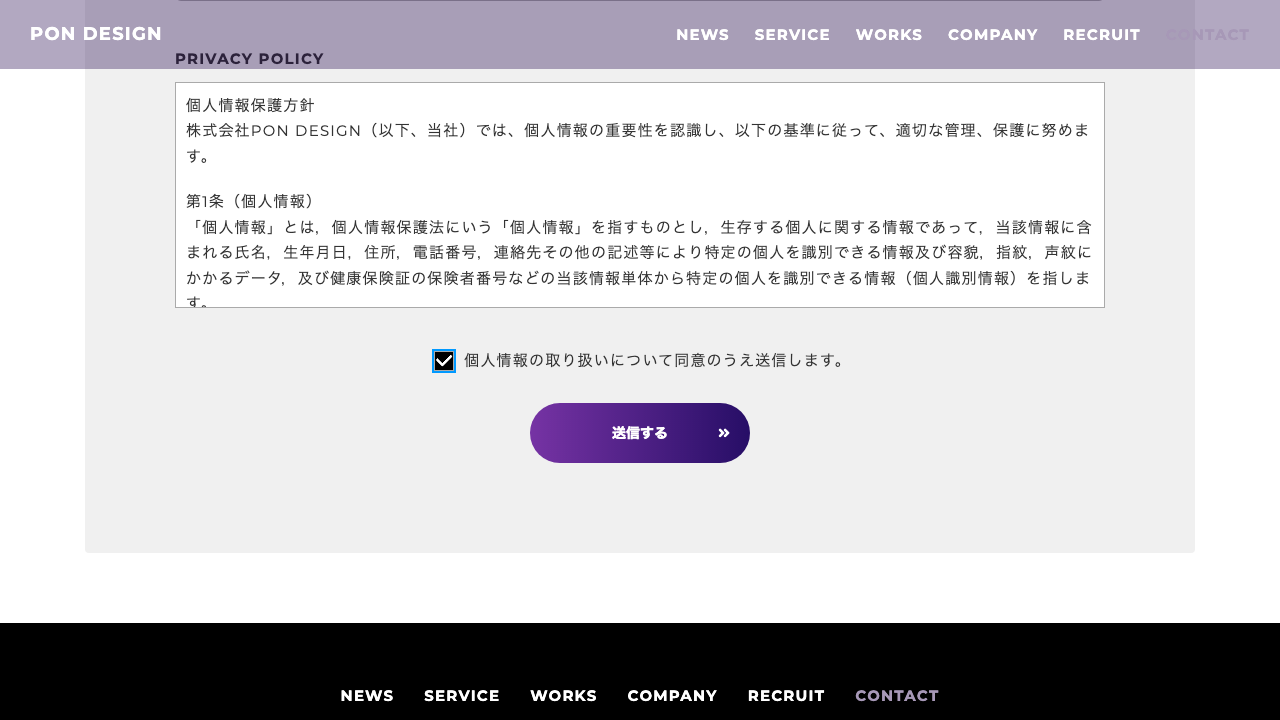 PON DESIGN
NEWS SERVICE WORKS COMPANY RECRUIT CONTACT
PRIVACY POLICY
個人情報保護方針
株式会社PON DESIGN（以下、当社）では、個人情報の重要性を認識し、以下の基準に従って、適切な管理、保護に努めま
す。
第1条（個人情報）
「個人情報」とは，個人情報保護法にいう「個人情報」を指すものとし，生存する個人に関する情報であって，当該情報に含
まれる氏名，生年月日，住所，電話番号，連絡先その他の記述等により特定の個人を識別できる情報及び容貌，指紋，声紋に
かかるデータ，及び健康保険証の保険者番号などの当該情報単体から特定の個人を識別できる情報（個人識別情報）を指しま
す。
個人情報の取り扱いについて同意のうえ送信します。
送信する
NEWS SERVICE WORKS COMPANY RECRUIT CONTACT